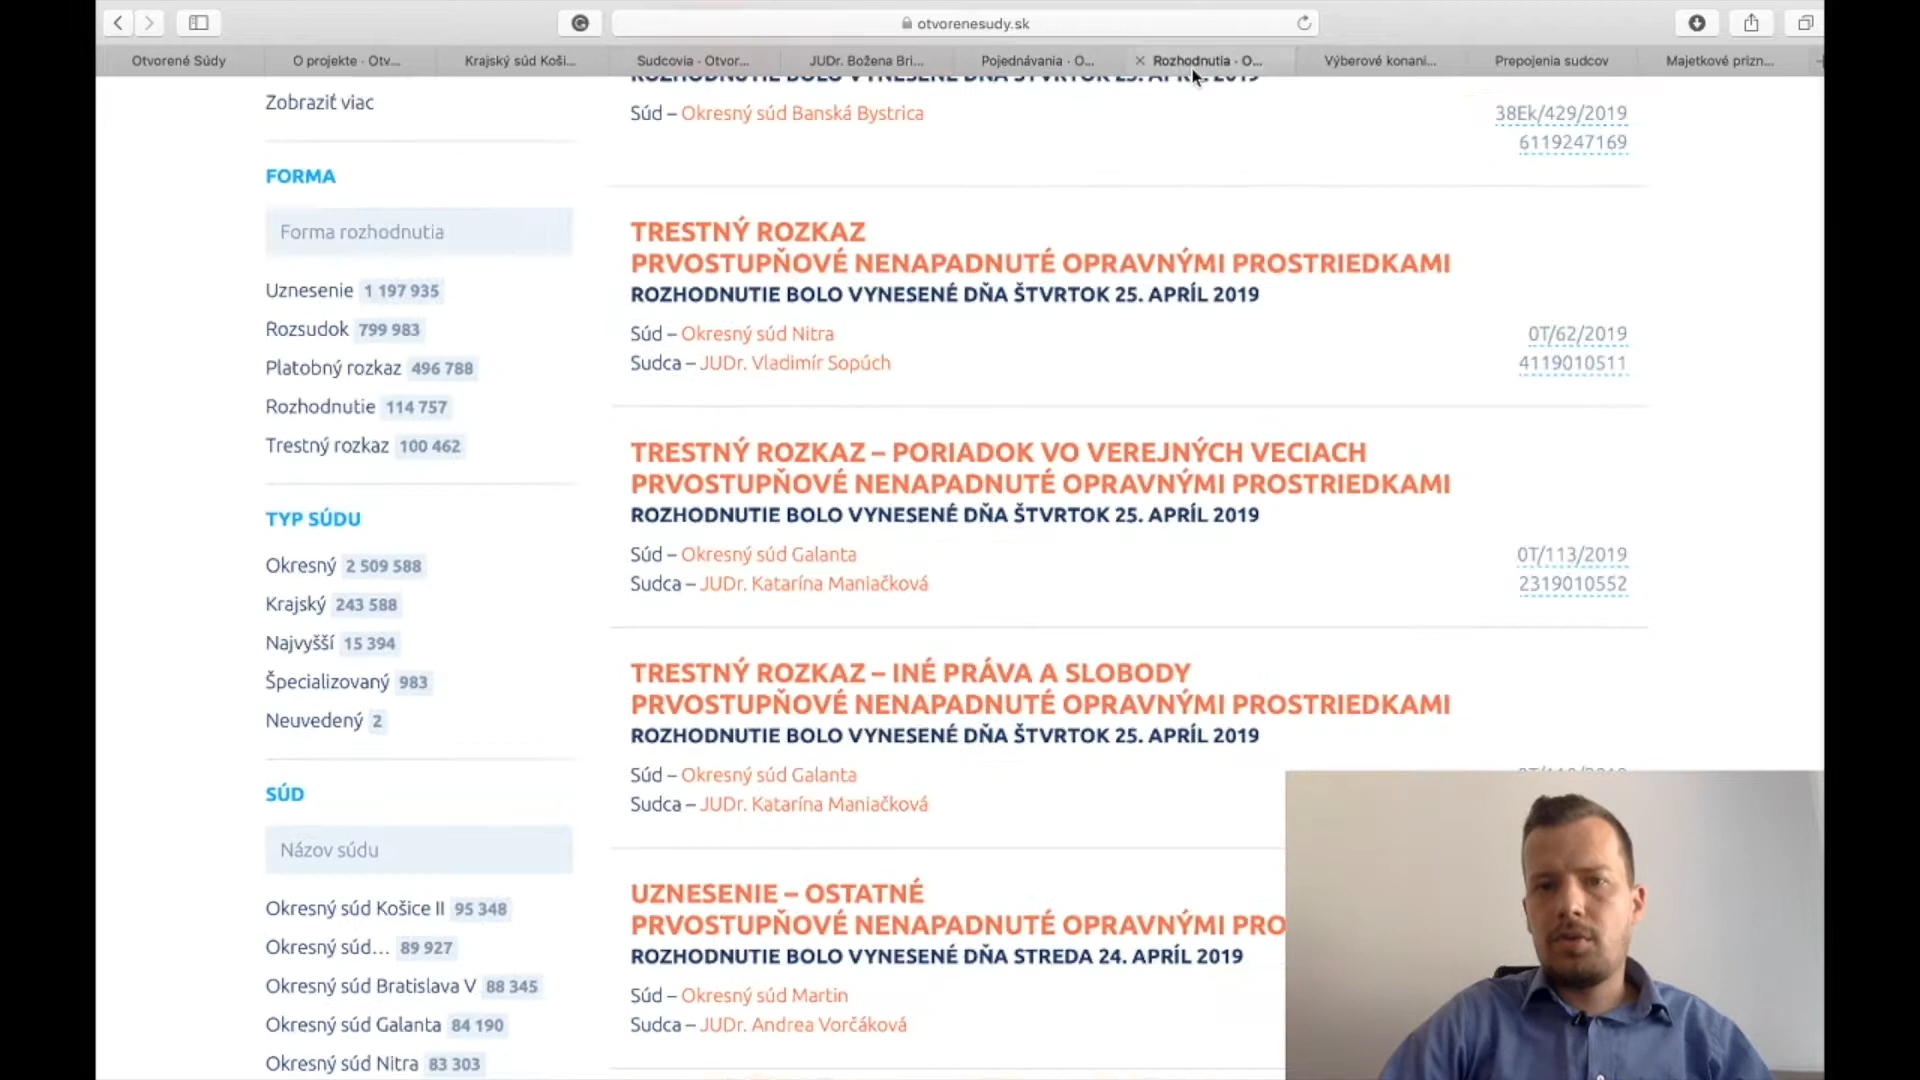 otvorenesudy.sk
Otvorené Súdy
O projekte · Otv...
Krajský súd Koši...
Sudcovia · Otvor...
JUDr. Božena Bri...
Pojednávania · O...
Rozhodnutia · O...
Výberové konani...
Prepojenia sudcov
Majetkové prizn...
Zobraziť viac
FORMA
Forma rozhodnutia
Uznesenie 1 197 935
Rozsudok 799 983
Platobný rozkaz 496 788
Rozhodnutie 114 757
Trestný rozkaz 100 462
TYP SÚDU
Okresný 2 509 588
Krajský 243 588
Najvyšší 15 394
Špecializovaný 983
Neuvedený 2
SÚD
Názov súdu
Okresný súd Košice II 95 348
Okresný súd... 89 927
Okresný súd Bratislava V 88 345
Okresný súd Galanta 84 190
Okresný súd Nitra 83 303
ROZHODNUTIE BOLO VYNESENÉ DŇA ŠTVRTOK 25. APRÍL 2019
Súd – Okresný súd Banská Bystrica
38Ek/429/2019
6119247169
TRESTNÝ ROZKAZ
PRVOSTUPŇOVÉ NENAPADNUTÉ OPRAVNÝMI PROSTRIEDKAMI
ROZHODNUTIE BOLO VYNESENÉ DŇA ŠTVRTOK 25. APRÍL 2019
Súd – Okresný súd Nitra
0T/62/2019
Sudca – JUDr. Vladimír Sopúch
4119010511
TRESTNÝ ROZKAZ – PORIADOK VO VEREJNÝCH VECIACH
PRVOSTUPŇOVÉ NENAPADNUTÉ OPRAVNÝMI PROSTRIEDKAMI
ROZHODNUTIE BOLO VYNESENÉ DŇA ŠTVRTOK 25. APRÍL 2019
Súd – Okresný súd Galanta
0T/113/2019
Sudca – JUDr. Katarína Maniačková
2319010552
TRESTNÝ ROZKAZ – INÉ PRÁVA A SLOBODY
PRVOSTUPŇOVÉ NENAPADNUTÉ OPRAVNÝMI PROSTRIEDKAMI
ROZHODNUTIE BOLO VYNESENÉ DŇA ŠTVRTOK 25. APRÍL 2019
Súd – Okresný súd Galanta
Sudca – JUDr. Katarína Maniačková
UZNESENIE – OSTATNÉ
PRVOSTUPŇOVÉ NENAPADNUTÉ OPRAVNÝMI PRO
ROZHODNUTIE BOLO VYNESENÉ DŇA STREDA 24. APRÍL 2019
Súd – Okresný súd Martin
Sudca – JUDr. Andrea Vorčáková